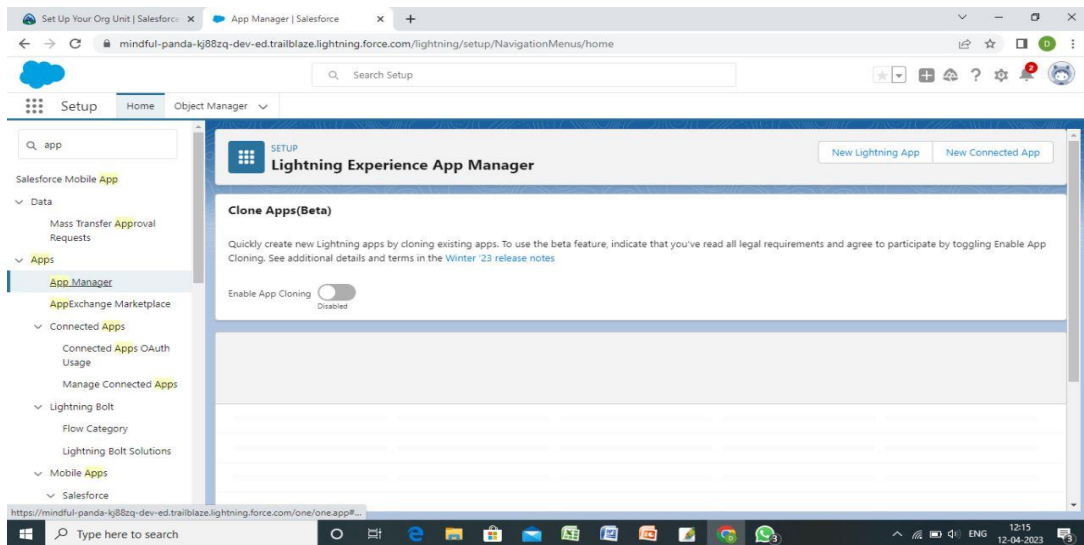 Set Up Your Org Unit | Salesforce
App Manager | Salesforce
mindful-panda-kj88zq-dev-ed.trailblaze.lightning.force.com/lightning/setup/NavigationMenus/home
D
Search Setup
2
Setup
Home
Object Manager
app
Salesforce Mobile App
Data
Mass Transfer Approval
Requests
Apps
App Manager
AppExchange Marketplace
Connected Apps
Connected Apps OAuth
Usage
Manage Connected Apps
Lightning Bolt
Flow Category
Lightning Bolt Solutions
Mobile Apps
Salesforce
SETUP
Lightning Experience App Manager
New Lightning App
New Connected App
Clone Apps(Beta)
Quickly create new Lightning apps by cloning existing apps. To use the beta feature, indicate that you've read all legal requirements and agree to participate by toggling Enable App
Cloning. See additional details and terms in the Winter '23 release notes
Enable App Cloning
Disabled
https://mindful-panda-kj88zq-dev-ed.trailblaze.lightning.force.com/one/one.app#...
Type here to search
ENG
12:15
12-04-2023